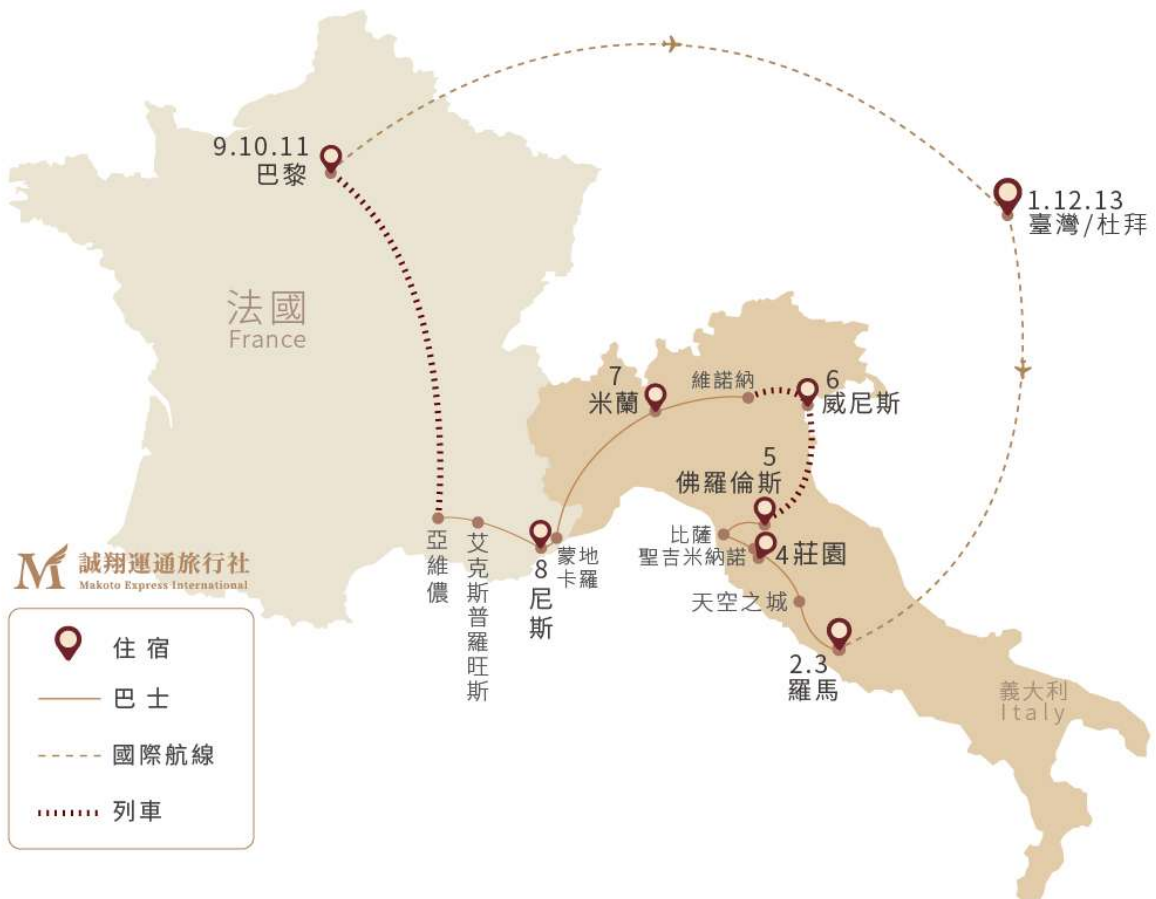 9.10.11
巴黎
1.12.13
臺灣/杜拜
法國
France
7
米蘭
維諾納
6
威尼斯
5
佛羅倫斯
比薩
聖吉米納諾
4莊園
天空之城
2.3
羅馬
義大利
Italy
亞維儂
艾克斯普羅旺斯
8
尼斯
蒙地
卡羅
誠翔運通旅行社
Makoto Express International
住宿
巴士
國際航線
列車